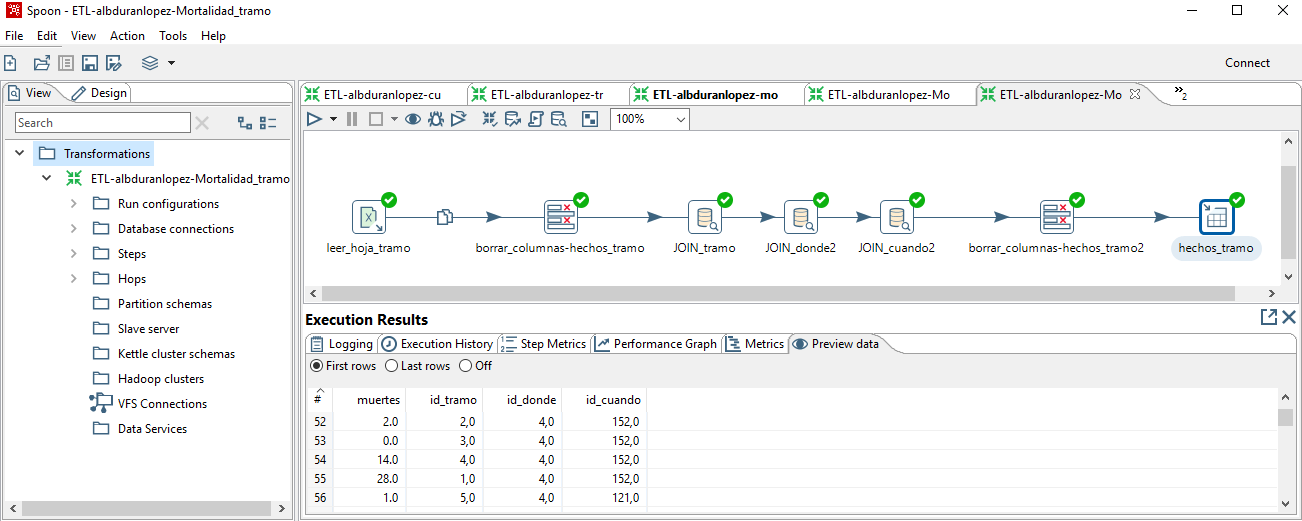 Spoon - ETL-albduranlopez-Mortalidad_tramo
File Edit View Action Tools Help
Connect
View Design
Search
Transformations
ETL-albduranlopez-Mortalidad_tramo
Run configurations
Database connections
Steps
Hops
Partition schemas
Slave server
Kettle cluster schemas
Hadoop clusters
VFS Connections
Data Services
ETL-albduranlopez-cu ETL-albduranlopez-tr ETL-albduranlopez-mo ETL-albduranlopez-Mo ETL-albduranlopez-Mo »2
100%
leer_hoja_tramo borrar_columnas-hechos_tramo JOIN_tramo JOIN_donde2 JOIN_cuando2 borrar_columnas-hechos_tramo2 hechos_tramo
Execution Results
Logging Execution History Step Metrics Performance Graph Metrics Preview data
First rows Last rows Off
# muertes id_tramo id_donde id_cuando
52 2.0 2,0 4,0 152,0
53 0.0 3,0 4,0 152,0
54 14.0 4,0 4,0 152,0
55 28.0 1,0 4,0 152,0
56 1.0 5,0 4,0 121,0